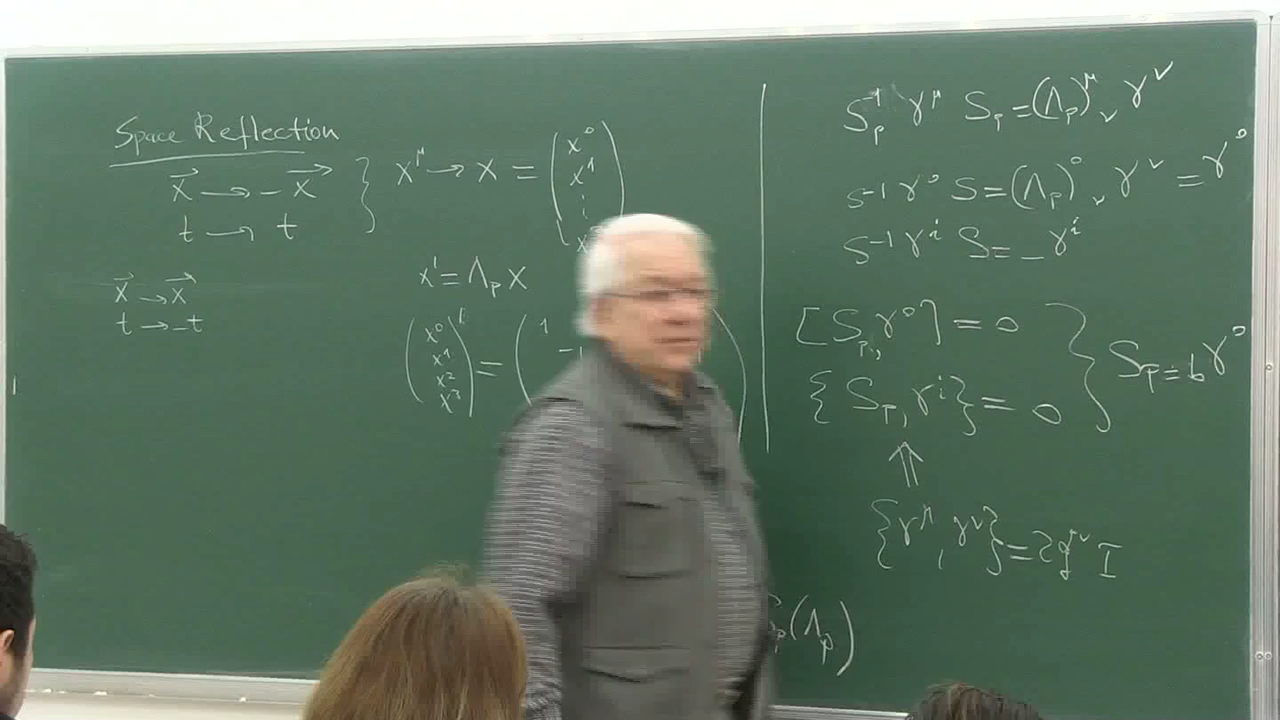 Space Reflection
x⃗ → −x⃗ } x^μ → x = (x^0 x^1
t → t
x⃗ → x⃗
t → −t
x' = Λ_p x
(x^0 x^1 x^2 x^3)' = (1 −1
S_p^{-1} γ^μ S_p = (Λ_p)^μ_ν γ^ν
S^{-1} γ^0 S = (Λ_p)^0_ν γ^ν = γ^0
S^{-1} γ^i S = −γ^i
[S_p, γ^0] = 0
{S_p, γ^i} = 0 } S_p = b γ^0
⇑
{γ^μ, γ^ν} = 2g^{μν} I
(Λ_p)